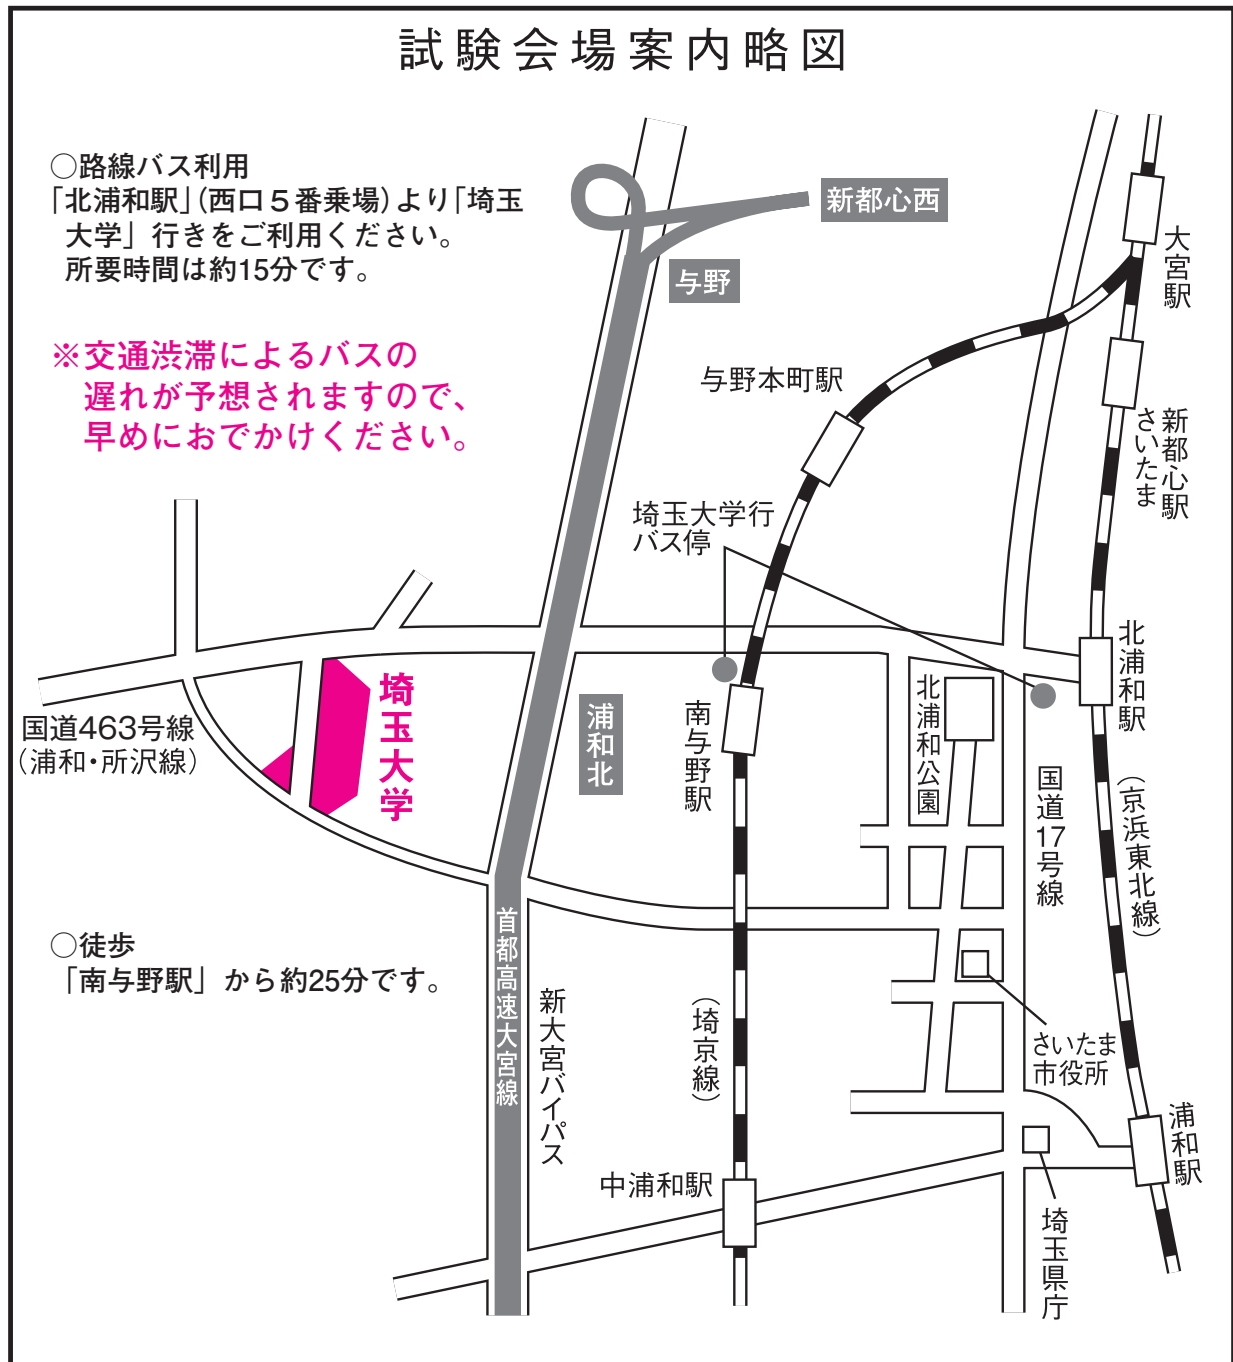 試験会場案内略図
○路線バス利用
「北浦和駅」(西口５番乗場)より「埼玉
大学」行きをご利用ください。
所要時間は約15分です。
※交通渋滞によるバスの
遅れが予想されますので、
早めにおでかけください。
新都心西
与野
大宮駅
与野本町駅
新都心駅
さいたま
埼玉大学行
バス停
北浦和駅
国道463号線
（浦和・所沢線）
埼玉大学
浦和北
南与野駅
北浦和公園
国道17号線
（京浜東北線）
○徒歩
「南与野駅」から約25分です。
首都高速大宮線
新大宮バイパス
（埼京線）
さいたま
市役所
中浦和駅
浦和駅
埼玉県庁